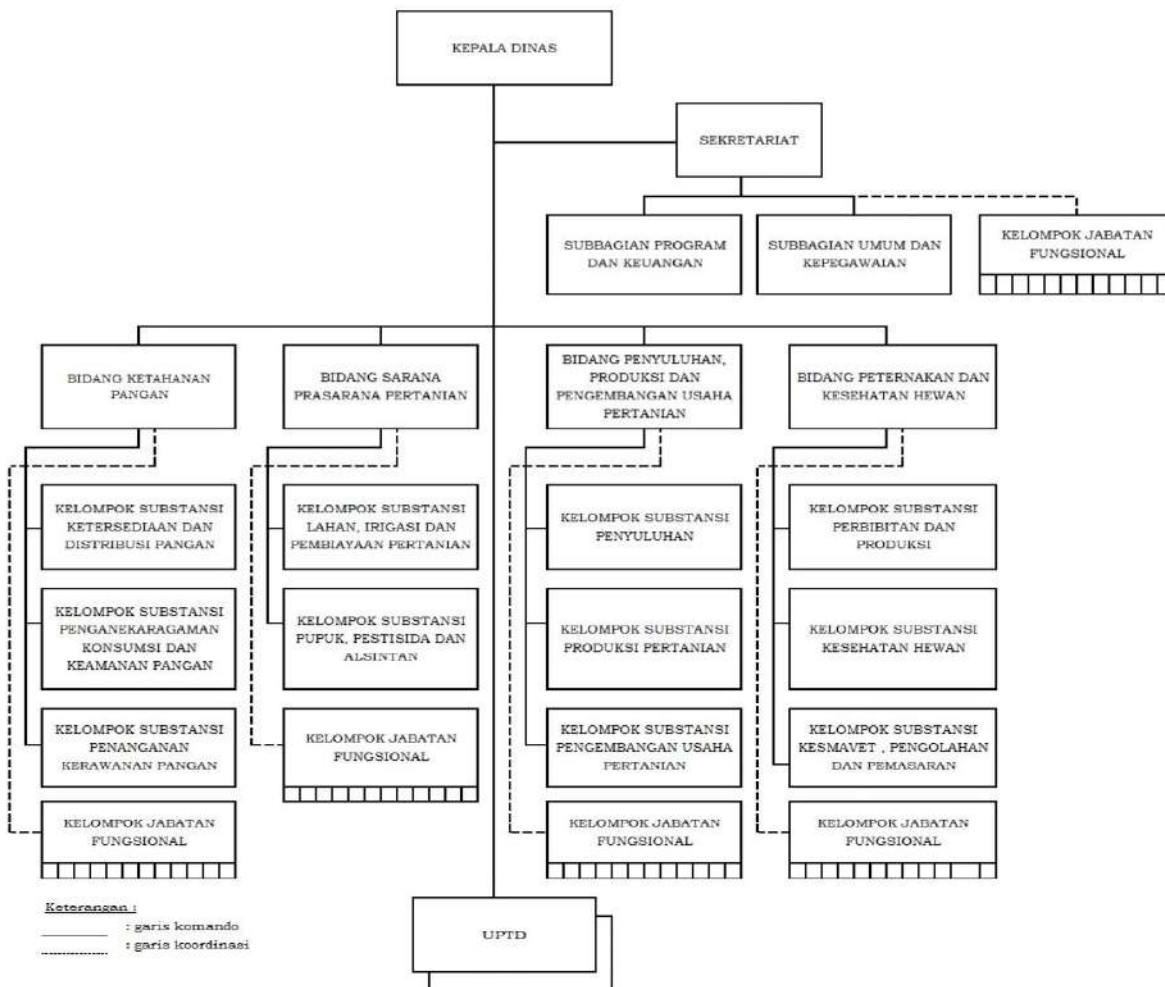 KEPALA DINAS
SEKRETARIAT
SUBBAGIAN PROGRAM
DAN KEUANGAN
SUBBAGIAN UMUM DAN
KEPEGAWAIAN
KELOMPOK JABATAN
FUNGSIONAL
BIDANG KETAHANAN
PANGAN
BIDANG SARANA
PRASARANA PERTANIAN
BIDANG PENYULUHAN,
PRODUKSI DAN
PENGEMBANGAN USAHA
PERTANIAN
BIDANG PETERNAKAN DAN
KESEHATAN HEWAN
KELOMPOK SUBSTANSI
KETERSEDIAAN DAN
DISTRIBUSI PANGAN
KELOMPOK SUBSTANSI
LAHAN, IRIGASI DAN
PEMBIAYAAN PERTANIAN
KELOMPOK SUBSTANSI
PENYULUHAN
KELOMPOK SUBSTANSI
PERBIBITAN DAN
PRODUKSI
KELOMPOK SUBSTANSI
PENGANEKARAGAMAN
KONSUMSI DAN
KEAMANAN PANGAN
KELOMPOK SUBSTANSI
PUPUK, PESTISIDA DAN
ALSINTAN
KELOMPOK SUBSTANSI
PRODUKSI PERTANIAN
KELOMPOK SUBSTANSI
KESEHATAN HEWAN
KELOMPOK SUBSTANSI
PENANGANAN
KERAWANAN PANGAN
KELOMPOK JABATAN
FUNGSIONAL
KELOMPOK SUBSTANSI
PENGEMBANGAN USAHA
PERTANIAN
KELOMPOK SUBSTANSI
KESMAVET , PENGOLAHAN
DAN PEMASARAN
KELOMPOK JABATAN
FUNGSIONAL
KELOMPOK JABATAN
FUNGSIONAL
KELOMPOK JABATAN
FUNGSIONAL
Keterangan :
: garis komando
: garis koordinasi
UPTD